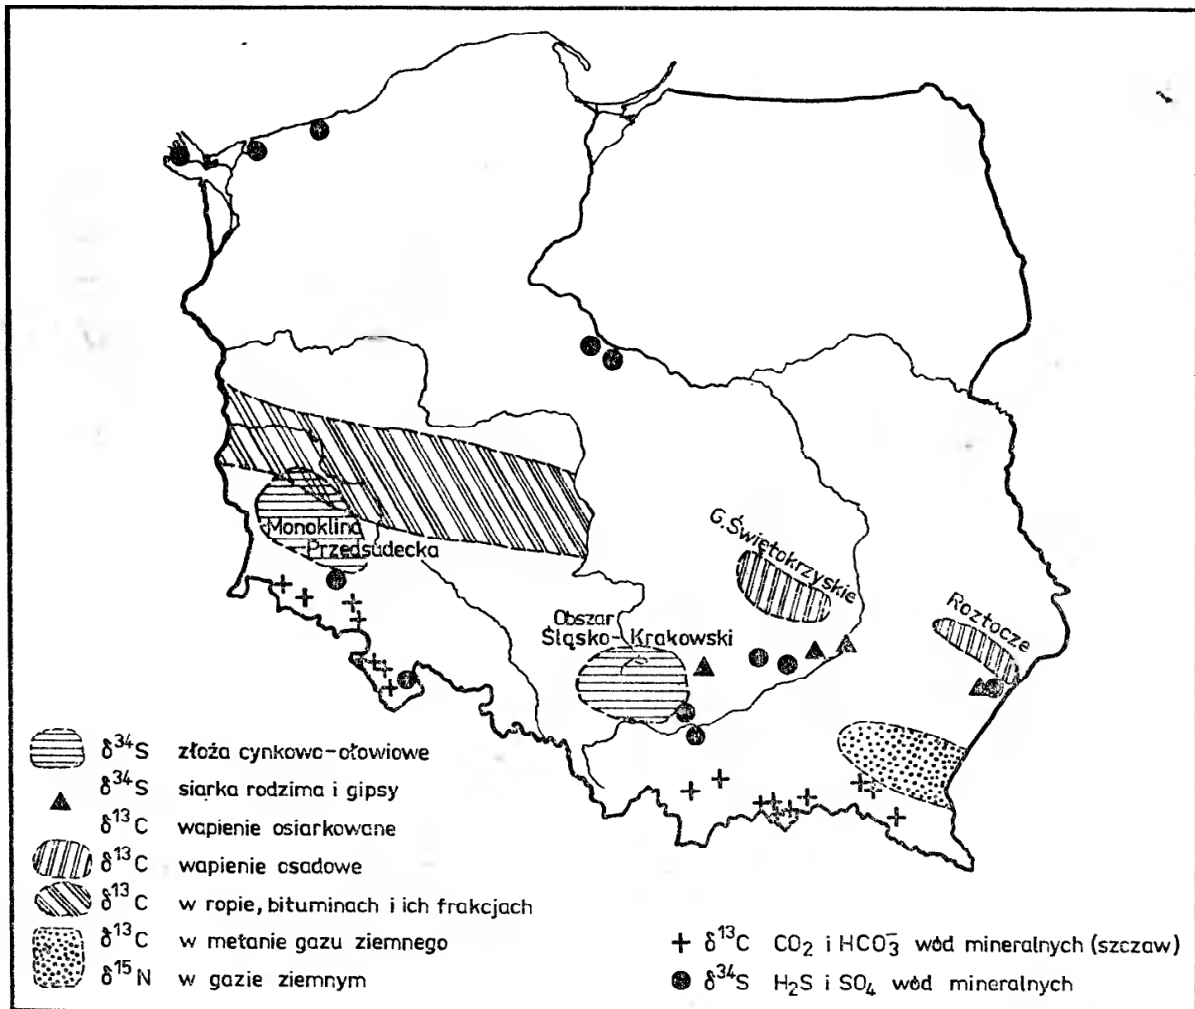 G. Świętokrzyskie
Roztocze
Monoklina
Przedsudecka
Obszar
Śląsko-Krakowski
δ³⁴S złoża cynkowo-ołowiowe
δ³⁴S siarka rodzima i gipsy
δ¹³C wapienie osiarkowane
δ¹³C wapienie osadowe
δ¹³C w ropie, bituminach i ich frakcjach
δ¹³C w metanie gazu ziemnego
δ¹⁵N w gazie ziemnym
δ¹³C CO₂ i HCO₃⁻ wód mineralnych (szczaw)
δ³⁴S H₂S i SO₄ wód mineralnych